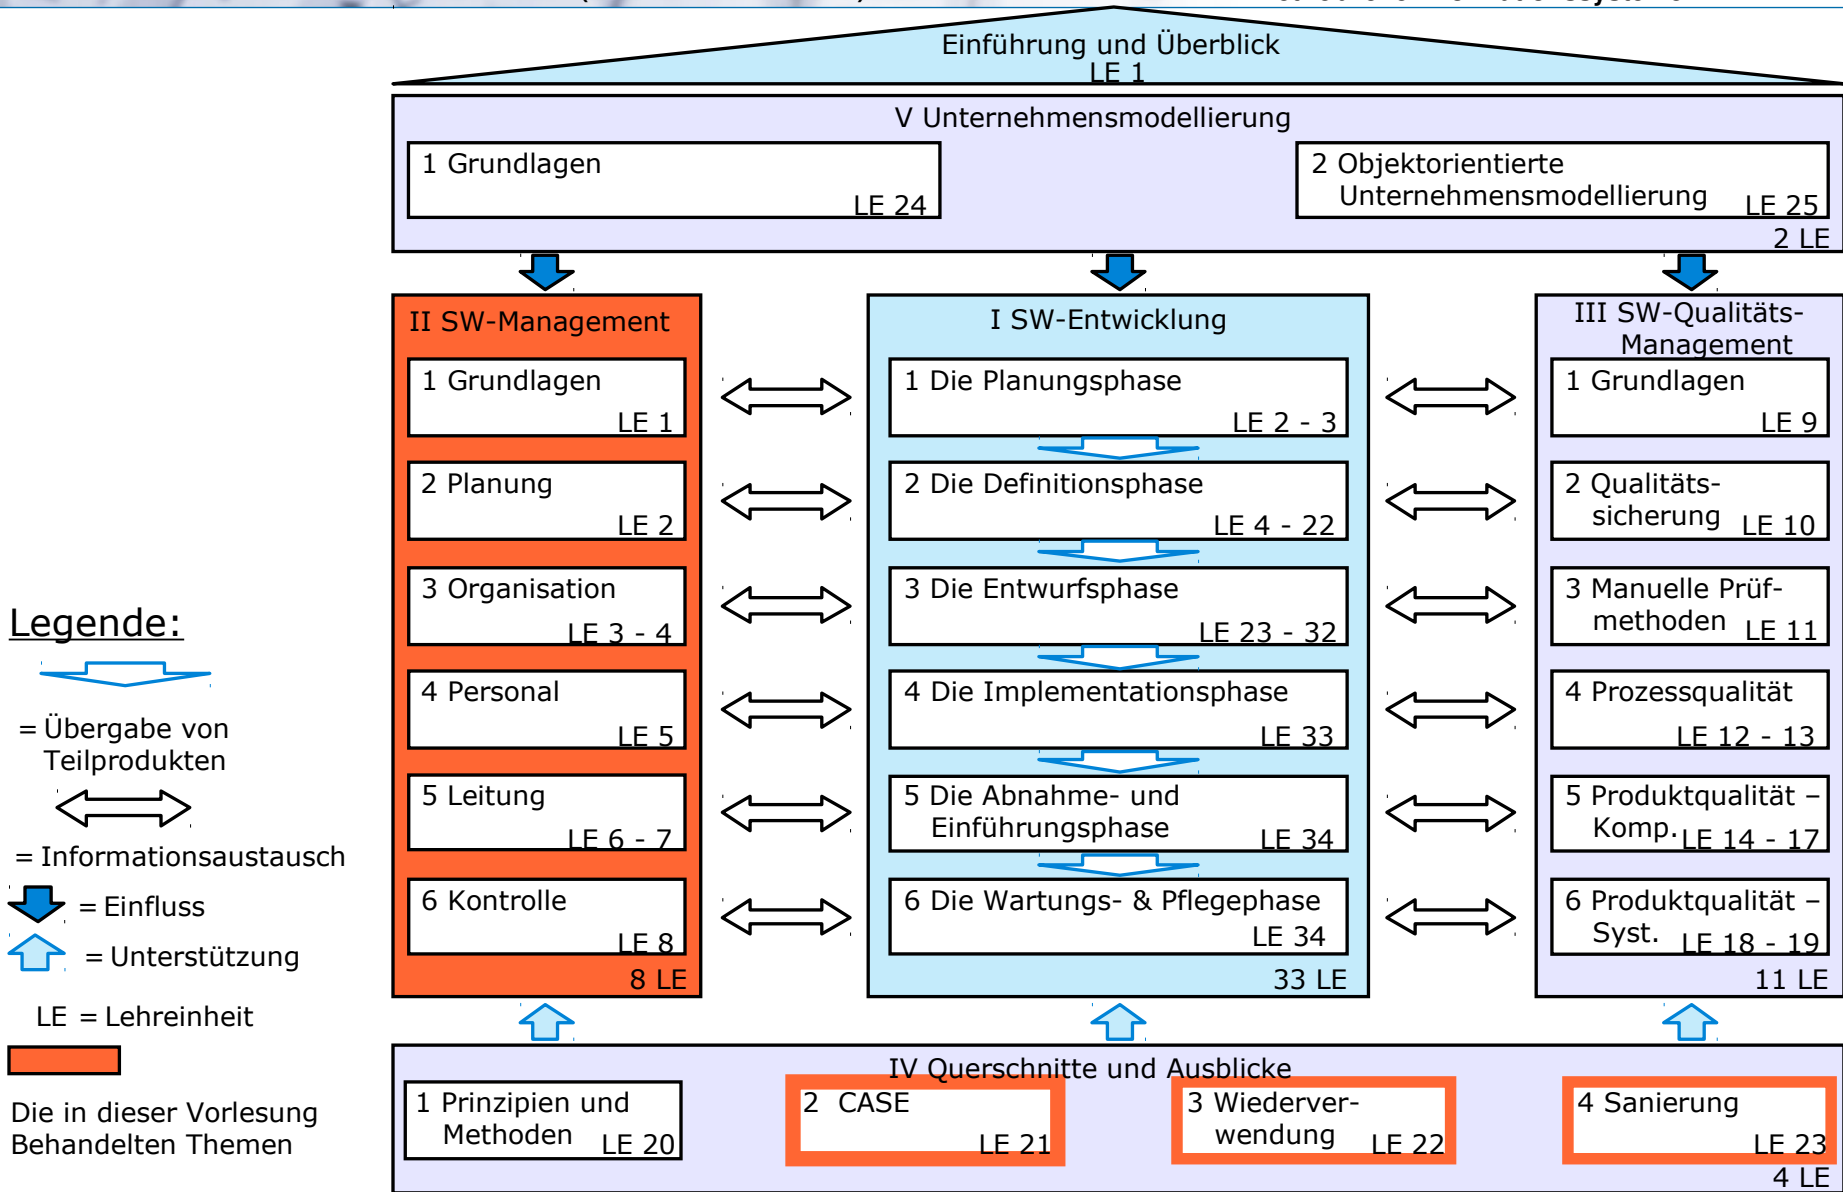 Einführung und Überblick
LE 1
V Unternehmensmodellierung
1 Grundlagen
LE 24
2 Objektorientierte
Unternehmensmodellierung
LE 25
2 LE
II SW-Management
1 Grundlagen
LE 1
2 Planung
LE 2
3 Organisation
LE 3 - 4
4 Personal
LE 5
5 Leitung
LE 6 - 7
6 Kontrolle
LE 8
8 LE
I SW-Entwicklung
1 Die Planungsphase
LE 2 - 3
2 Die Definitionsphase
LE 4 - 22
3 Die Entwurfsphase
LE 23 - 32
4 Die Implementationsphase
LE 33
5 Die Abnahme- und
Einführungsphase
LE 34
6 Die Wartungs- & Pflegephase
LE 34
33 LE
III SW-Qualitäts-
Management
1 Grundlagen
LE 9
2 Qualitäts-
sicherung LE 10
3 Manuelle Prüf-
methoden LE 11
4 Prozessqualität
LE 12 - 13
5 Produktqualität –
Komp. LE 14 - 17
6 Produktqualität –
Syst. LE 18 - 19
11 LE
IV Querschnitte und Ausblicke
1 Prinzipien und
Methoden LE 20
2 CASE
LE 21
3 Wiederver-
wendung LE 22
4 Sanierung
LE 23
4 LE
Legende:
= Übergabe von
Teilprodukten
= Informationsaustausch
= Einfluss
= Unterstützung
LE = Lehreinheit
Die in dieser Vorlesung
Behandelten Themen